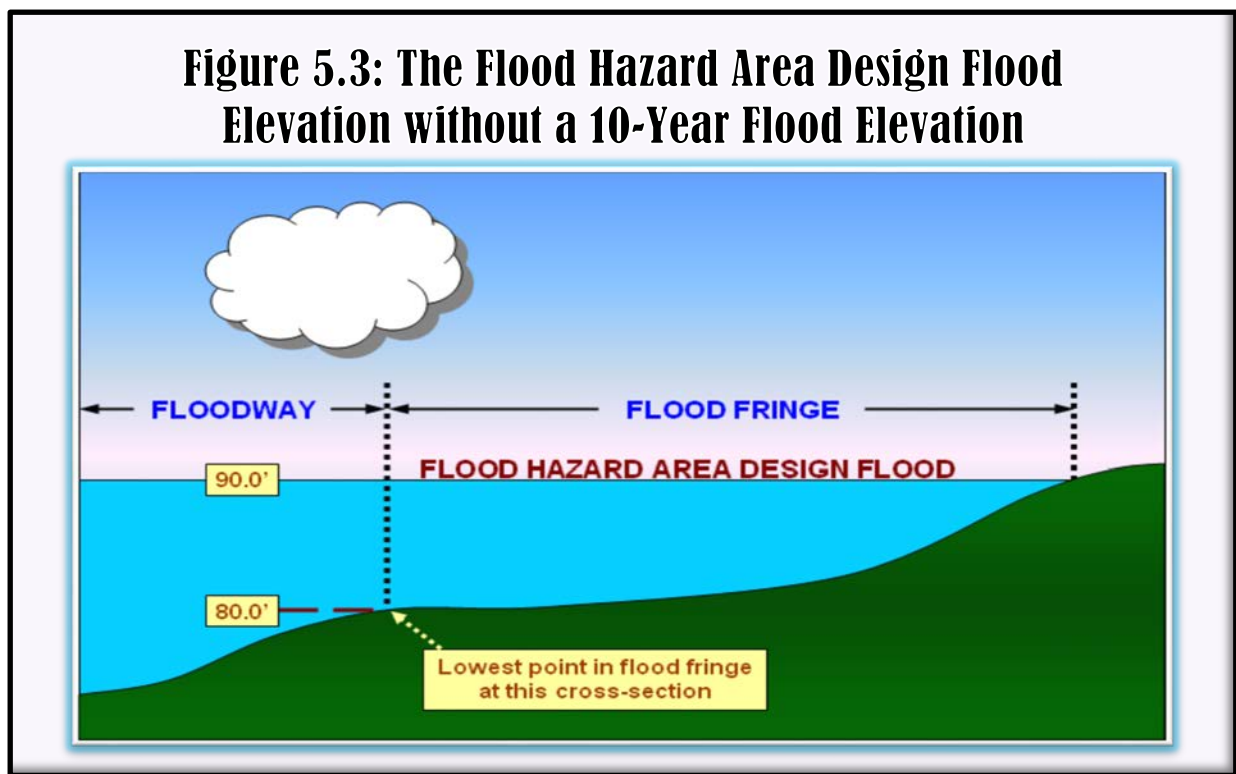 Figure 5.3: The Flood Hazard Area Design Flood
Elevation without a 10-Year Flood Elevation
FLOODWAY
FLOOD FRINGE
FLOOD HAZARD AREA DESIGN FLOOD
90.0'
80.0'
Lowest point in flood fringe
at this cross-section